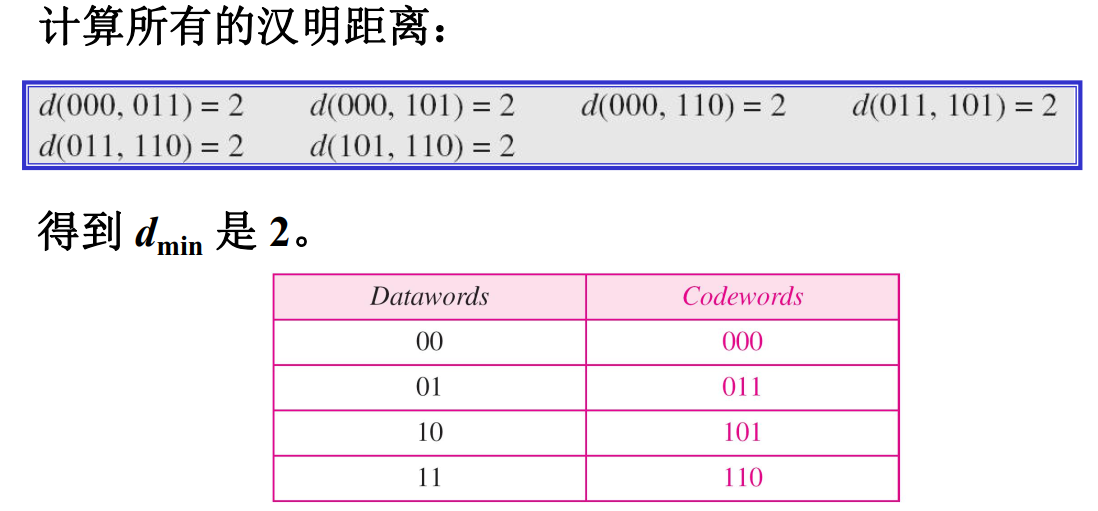 计算所有的汉明距离：
d(000, 011) = 2 d(000, 101) = 2 d(000, 110) = 2 d(011, 101) = 2
d(011, 110) = 2 d(101, 110) = 2
得到 dmin 是 2。
Datawords Codewords
00 000
01 011
10 101
11 110